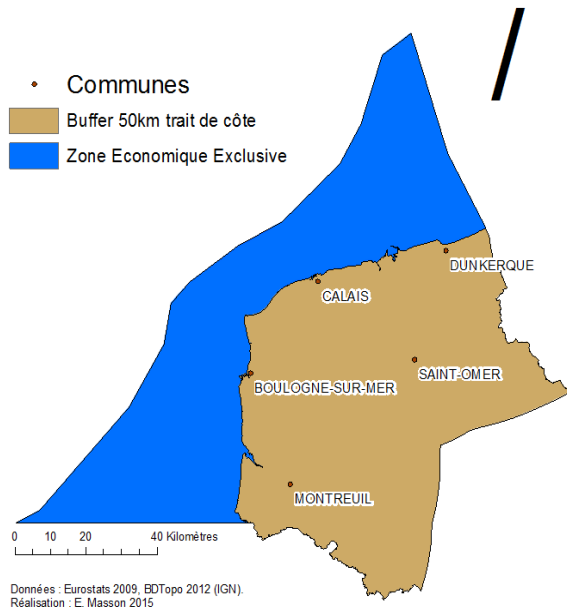 Communes
Buffer 50km trait de côte
Zone Economique Exclusive
DUNKERQUE
CALAIS
SAINT-OMER
BOULOGNE-SUR-MER
MONTREUIL
0 10 20 40 Kilomètres
Données : Eurostats 2009, BDTopo 2012 (IGN).
Réalisation : E. Masson 2015